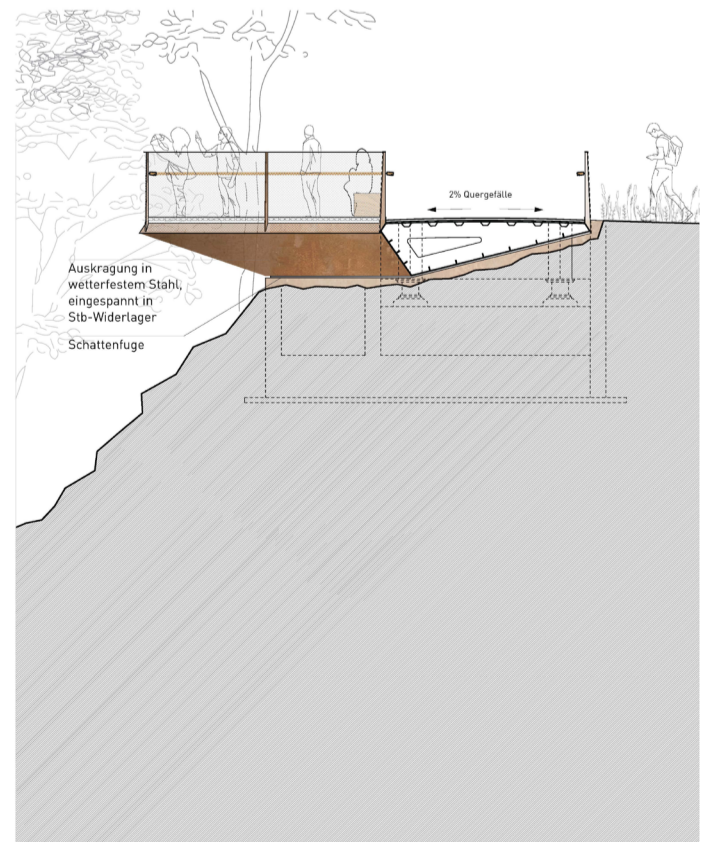 2% Quergefälle
Auskragung in
wetterfestem Stahl,
eingespannt in
Stb-Widerlager
Schattenfuge